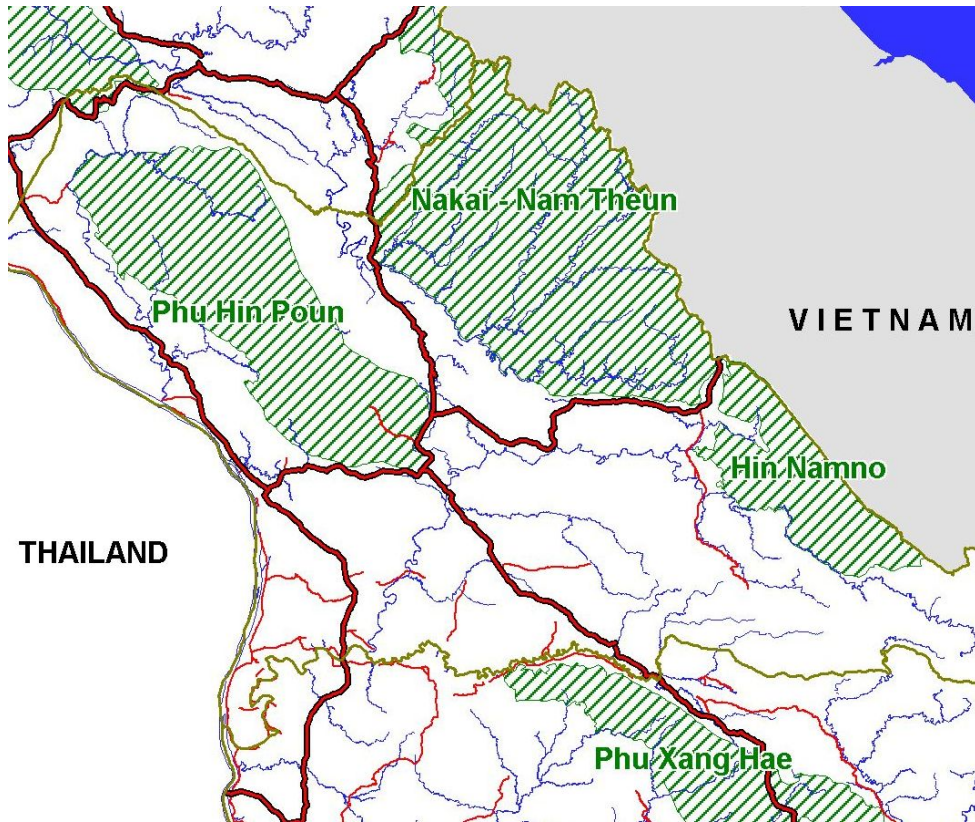 Nakai - Nam Theun
Phu Hin Poun
VIETNAM
Hin Namno
THAILAND
Phu Xang Hae